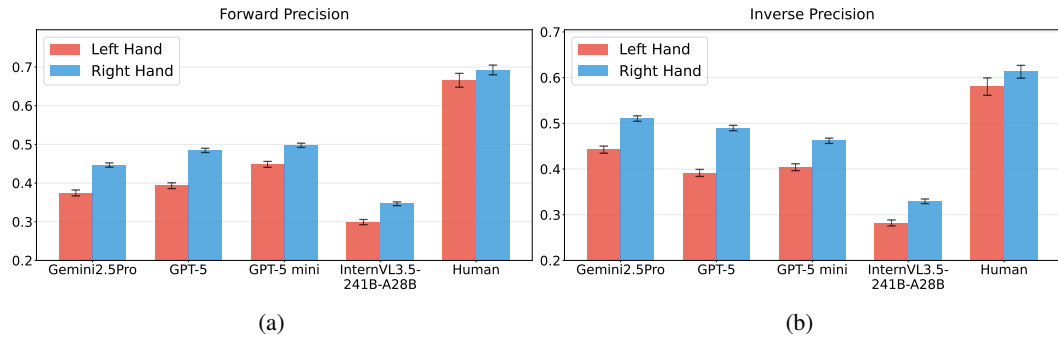 Forward Precision
Left Hand
Right Hand
0.7
0.6
0.5
0.4
0.3
0.2
Gemini2.5Pro
GPT-5
GPT-5 mini
InternVL3.5-
241B-A28B
Human
(a)
Inverse Precision
Left Hand
Right Hand
0.7
0.6
0.5
0.4
0.3
0.2
Gemini2.5Pro
GPT-5
GPT-5 mini
InternVL3.5-
241B-A28B
Human
(b)